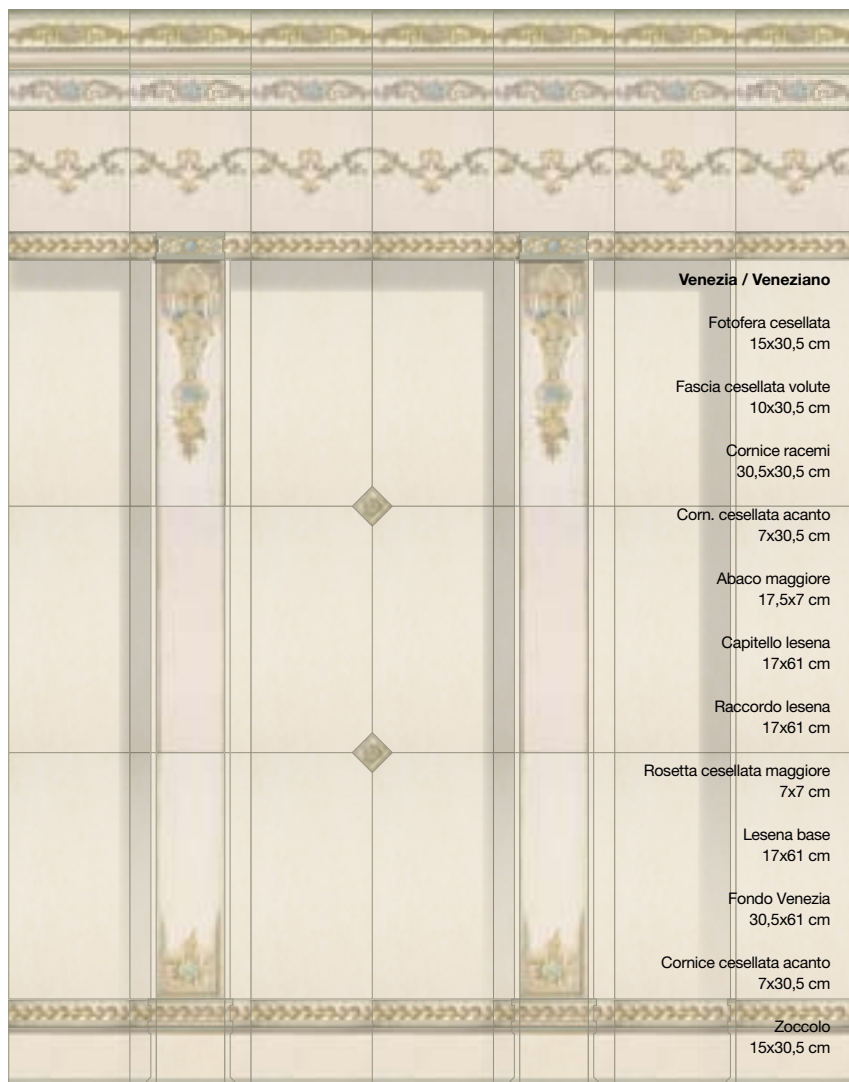 Venezia / Veneziano
Fotofera cesellata
15x30,5 cm
Fascia cesellata volute
10x30,5 cm
Cornice racemi
30,5x30,5 cm
Corn. cesellata acanto
7x30,5 cm
Abaco maggiore
17,5x7 cm
Capitello lesena
17x61 cm
Raccordo lesena
17x61 cm
Rosetta cesellata maggiore
7x7 cm
Lesena base
17x61 cm
Fondo Venezia
30,5x61 cm
Cornice cesellata acanto
7x30,5 cm
Zoccolo
15x30,5 cm